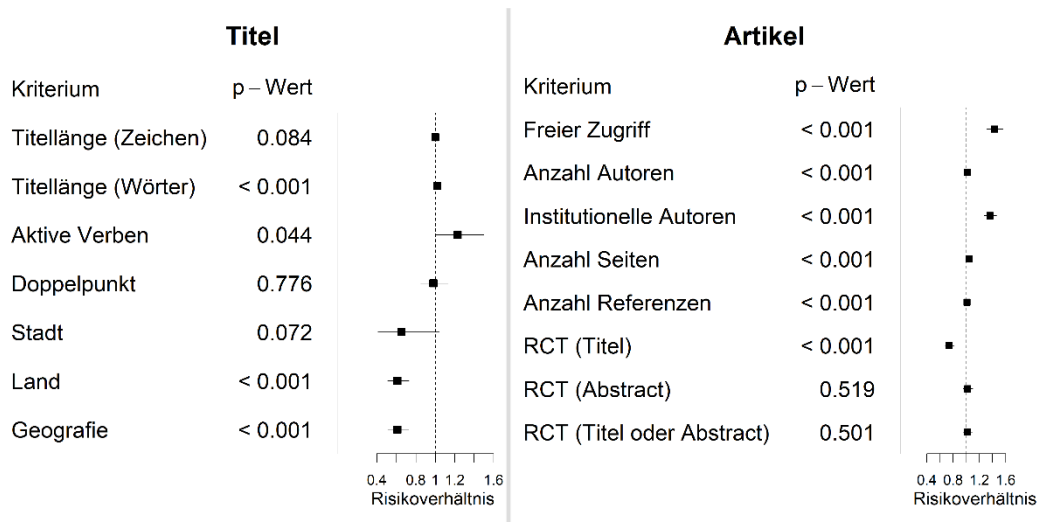 Titel
Kriterium p – Wert
Titellänge (Zeichen) 0.084
Titellänge (Wörter) < 0.001
Aktive Verben 0.044
Doppelpunkt 0.776
Stadt 0.072
Land < 0.001
Geografie < 0.001
0.4 0.8 1 1.2 1.6
Risikoverhältnis
Artikel
Kriterium p – Wert
Freier Zugriff < 0.001
Anzahl Autoren < 0.001
Institutionelle Autoren < 0.001
Anzahl Seiten < 0.001
Anzahl Referenzen < 0.001
RCT (Titel) < 0.001
RCT (Abstract) 0.519
RCT (Titel oder Abstract) 0.501
0.4 0.8 1.2 1.6
Risikoverhältnis